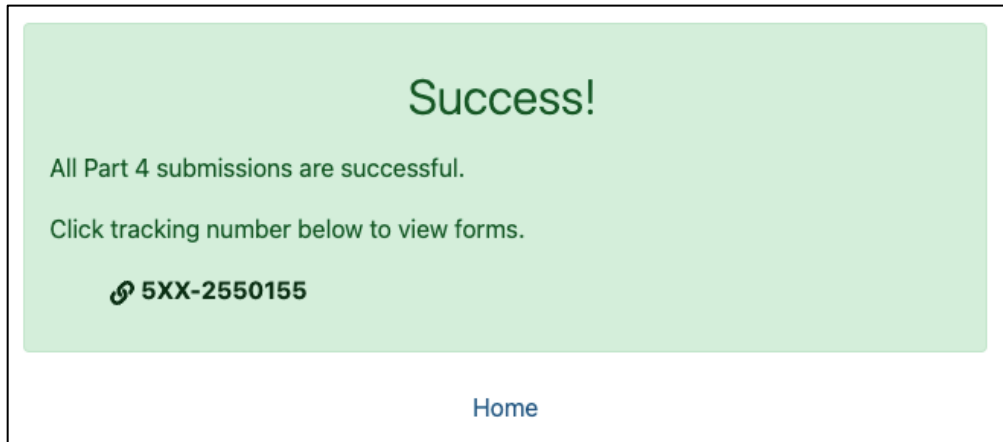 Success!
All Part 4 submissions are successful.
Click tracking number below to view forms.
5XX-2550155
Home